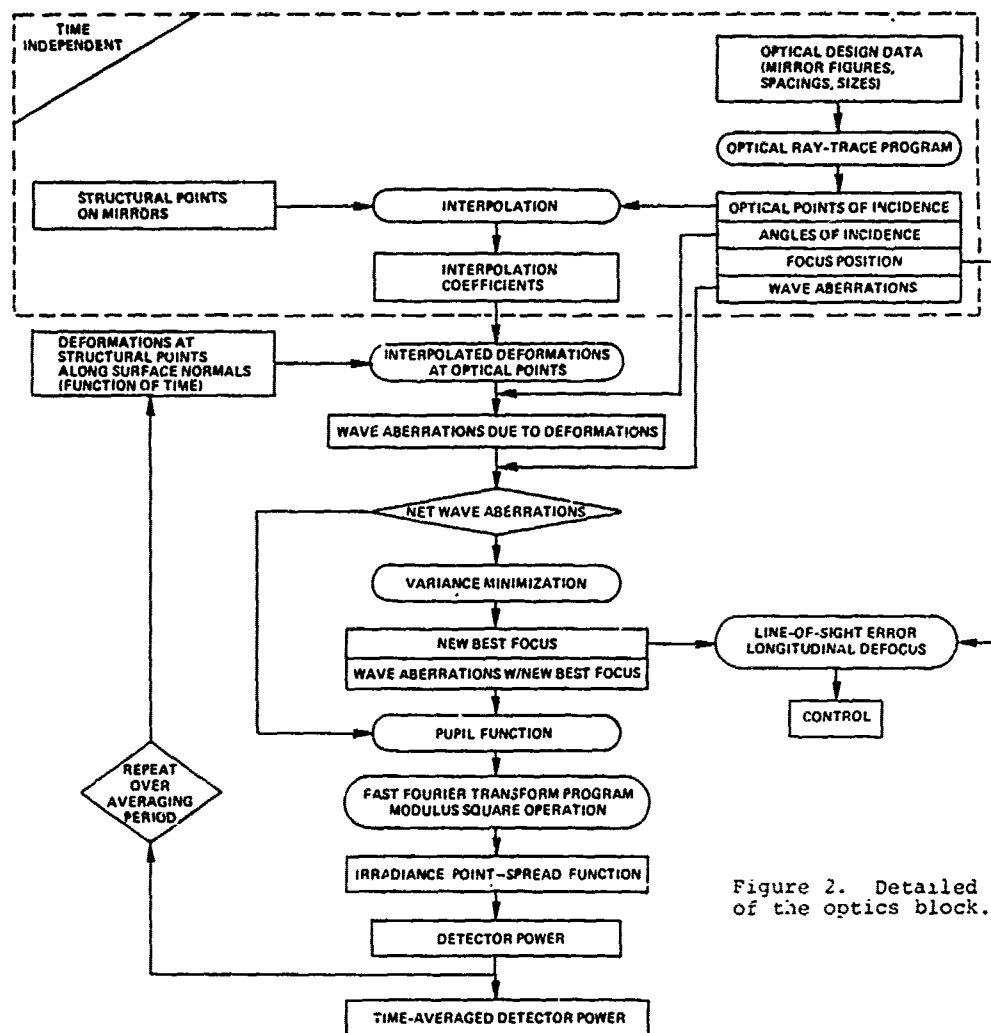 TIME
INDEPENDENT
OPTICAL DESIGN DATA
(MIRROR FIGURES,
SPACINGS, SIZES)
OPTICAL RAY-TRACE PROGRAM
STRUCTURAL POINTS
ON MIRRORS
INTERPOLATION
OPTICAL POINTS OF INCIDENCE
ANGLES OF INCIDENCE
FOCUS POSITION
WAVE ABERRATIONS
INTERPOLATION
COEFFICIENTS
DEFORMATIONS AT
STRUCTURAL POINTS
ALONG SURFACE NORMALS
(FUNCTION OF TIME)
INTERPOLATED DEFORMATIONS
AT OPTICAL POINTS
WAVE ABERRATIONS DUE TO DEFORMATIONS
NET WAVE ABERRATIONS
VARIANCE MINIMIZATION
NEW BEST FOCUS
WAVE ABERRATIONS W/NEW BEST FOCUS
LINE-OF-SIGHT ERROR
LONGITUDINAL DEFOCUS
CONTROL
PUPIL FUNCTION
REPEAT
OVER
AVERAGING
PERIOD
FAST FOURIER TRANSFORM PROGRAM
MODULUS SQUARE OPERATION
IRRADIANCE POINT-SPREAD FUNCTION
DETECTOR POWER
TIME-AVERAGED DETECTOR POWER
Figure 2. Detailed
of the optics block.